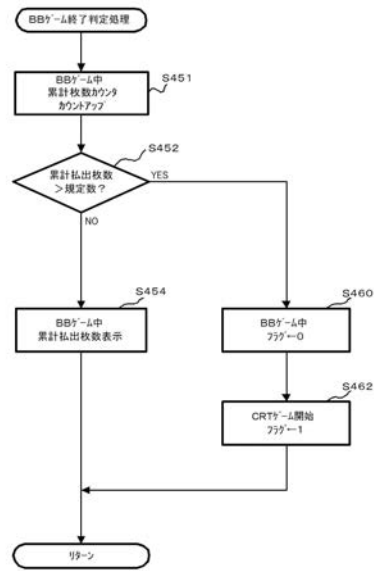 BBｹﾞｰﾑ終了判定処理
S451
BBｹﾞｰﾑ中
累計枚数ｶｳﾝﾀ
ｶｳﾝﾄｱｯﾌﾟ
S452
累計払出枚数
＞規定数？
YES
NO
S454
BBｹﾞｰﾑ中
累計払出枚数表示
S460
BBｹﾞｰﾑ中
ﾌﾗｸﾞ←0
S462
CRTｹﾞｰﾑ開始
ﾌﾗｸﾞ←1
ﾘﾀｰﾝ